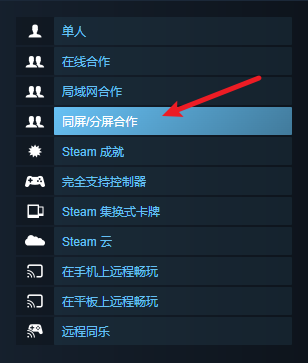 单人
在线合作
局域网合作
同屏/分屏合作
Steam 成就
完全支持控制器
Steam 集换式卡牌
Steam 云
在手机上远程畅玩
在平板上远程畅玩
远程同乐